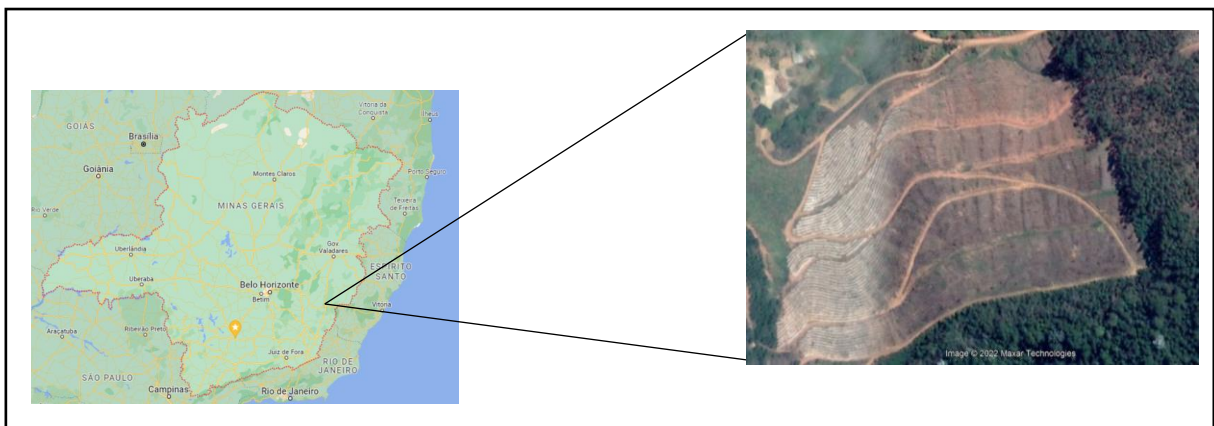 Vitória da
Conquista
Ilhéus
GOIÁS
Brasília
Goiânia
Montes Claros
Porto Seguro
Rio Verde
MINAS GERAIS
Teixeira
de Freitas
Gov
Valadares
Uberlândia
ESPÍRITO
SANTO
Uberaba
Belo Horizonte
Betim
Vitória
Araçatuba
Ribeirão Preto
Juiz de Fora
RIO DE
JANEIRO
SÃO PAULO
Campinas
Rio de Janeiro
Image © 2022 Maxar Technologies